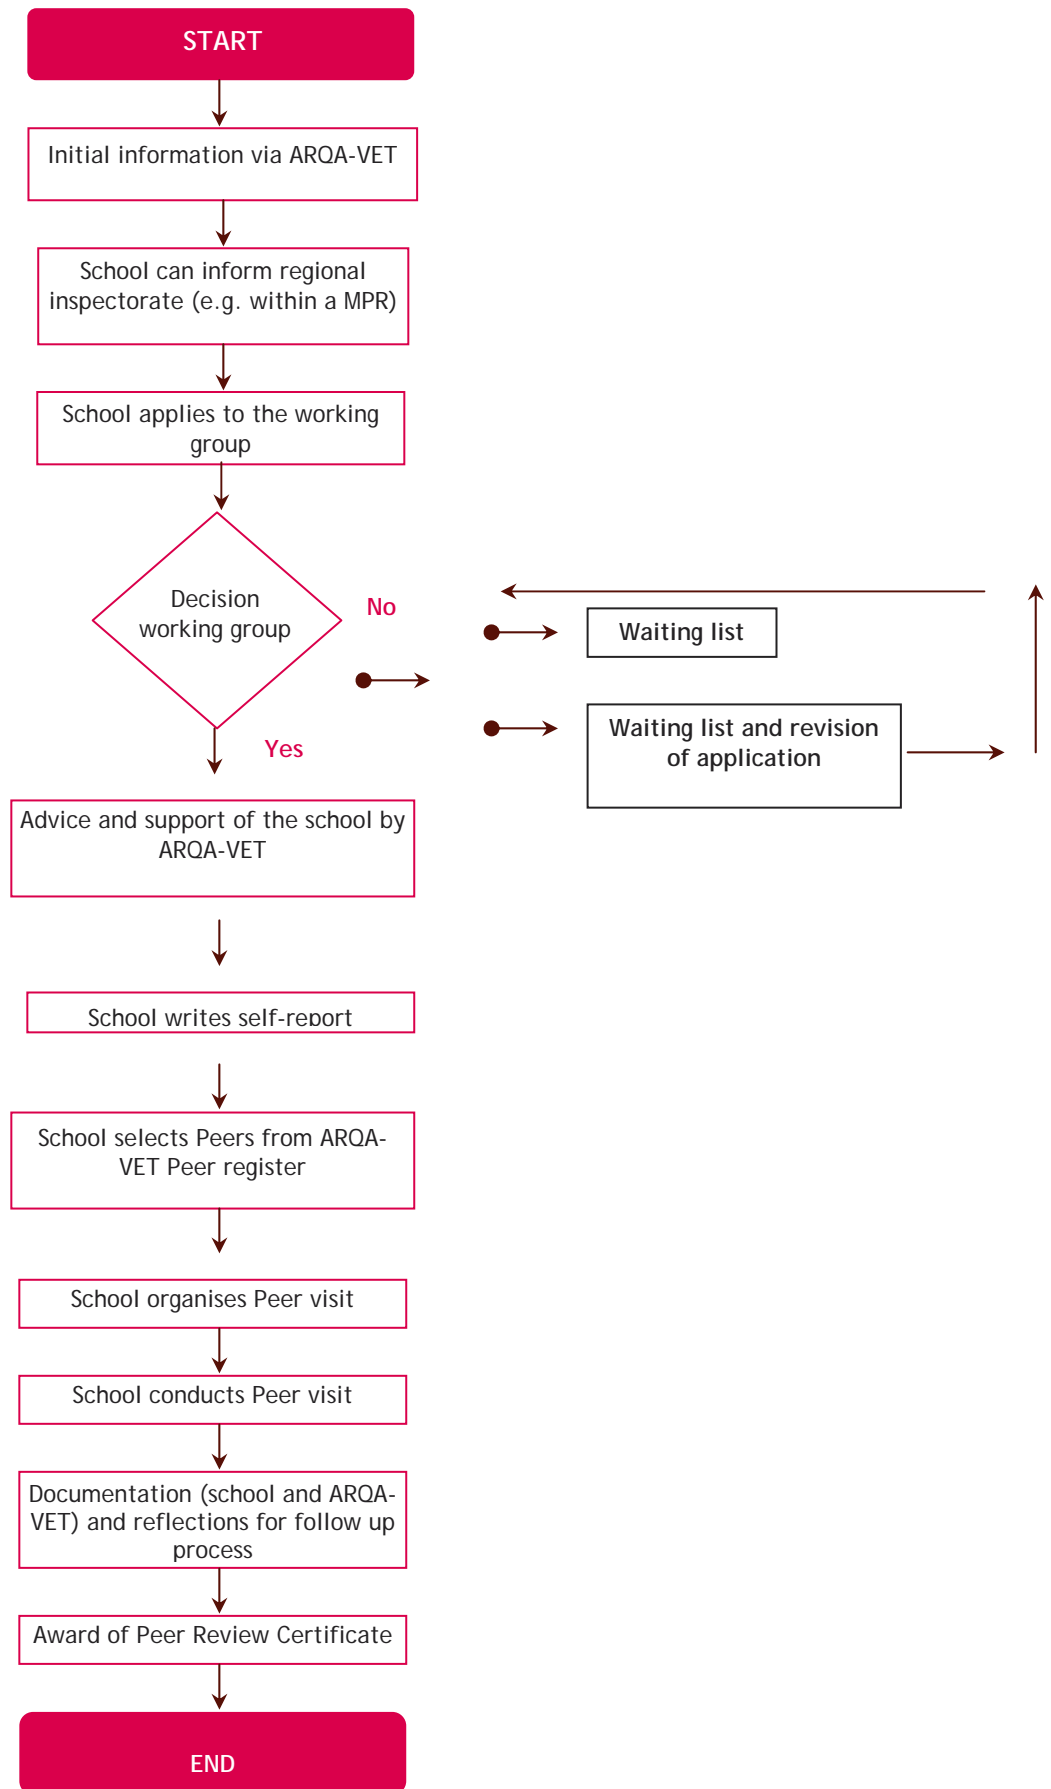 START
Initial information via ARQA-VET
School can inform regional
inspectorate (e.g. within a MPR)
School applies to the working
group
Decision
working group
No
Waiting list
Waiting list and revision
of application
Yes
Advice and support of the school by
ARQA-VET
School writes self-report
School selects Peers from ARQA-
VET Peer register
School organises Peer visit
School conducts Peer visit
Documentation (school and ARQA-
VET) and reflections for follow up
process
Award of Peer Review Certificate
END